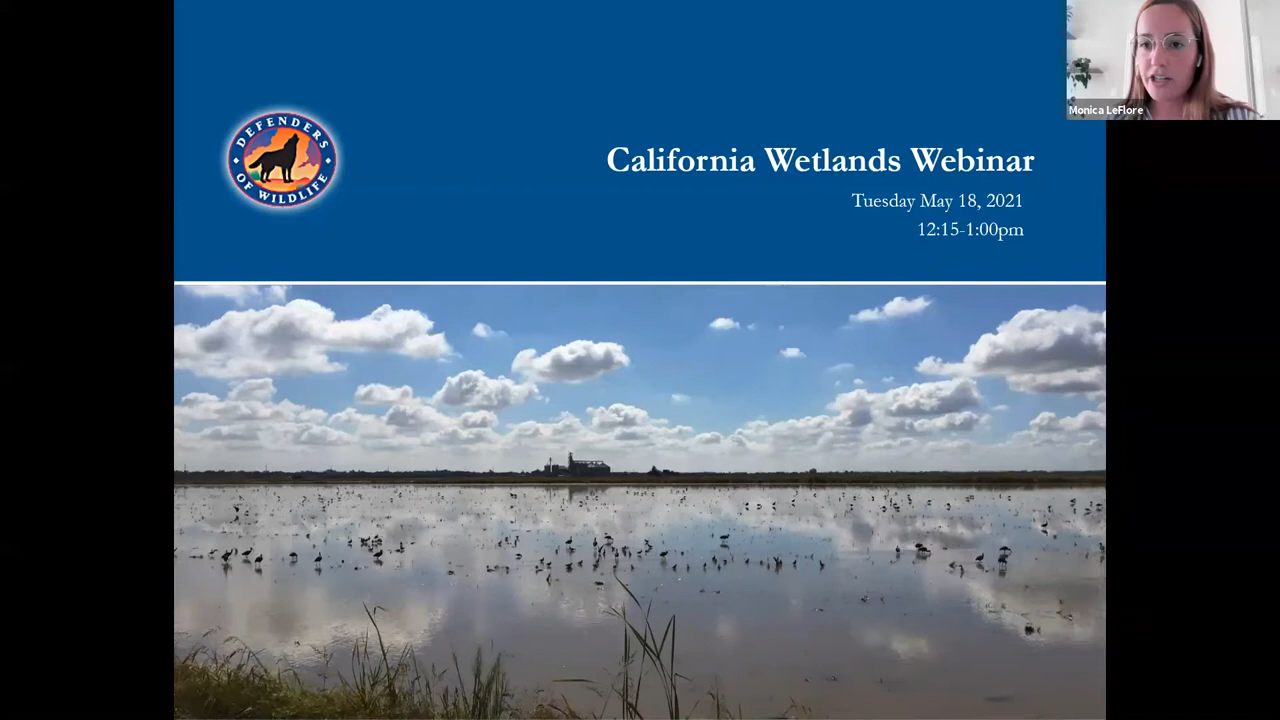 DEFENDERS
OF WILDLIFE
California Wetlands Webinar
Tuesday May 18, 2021
12:15-1:00pm
Monica LeFlore